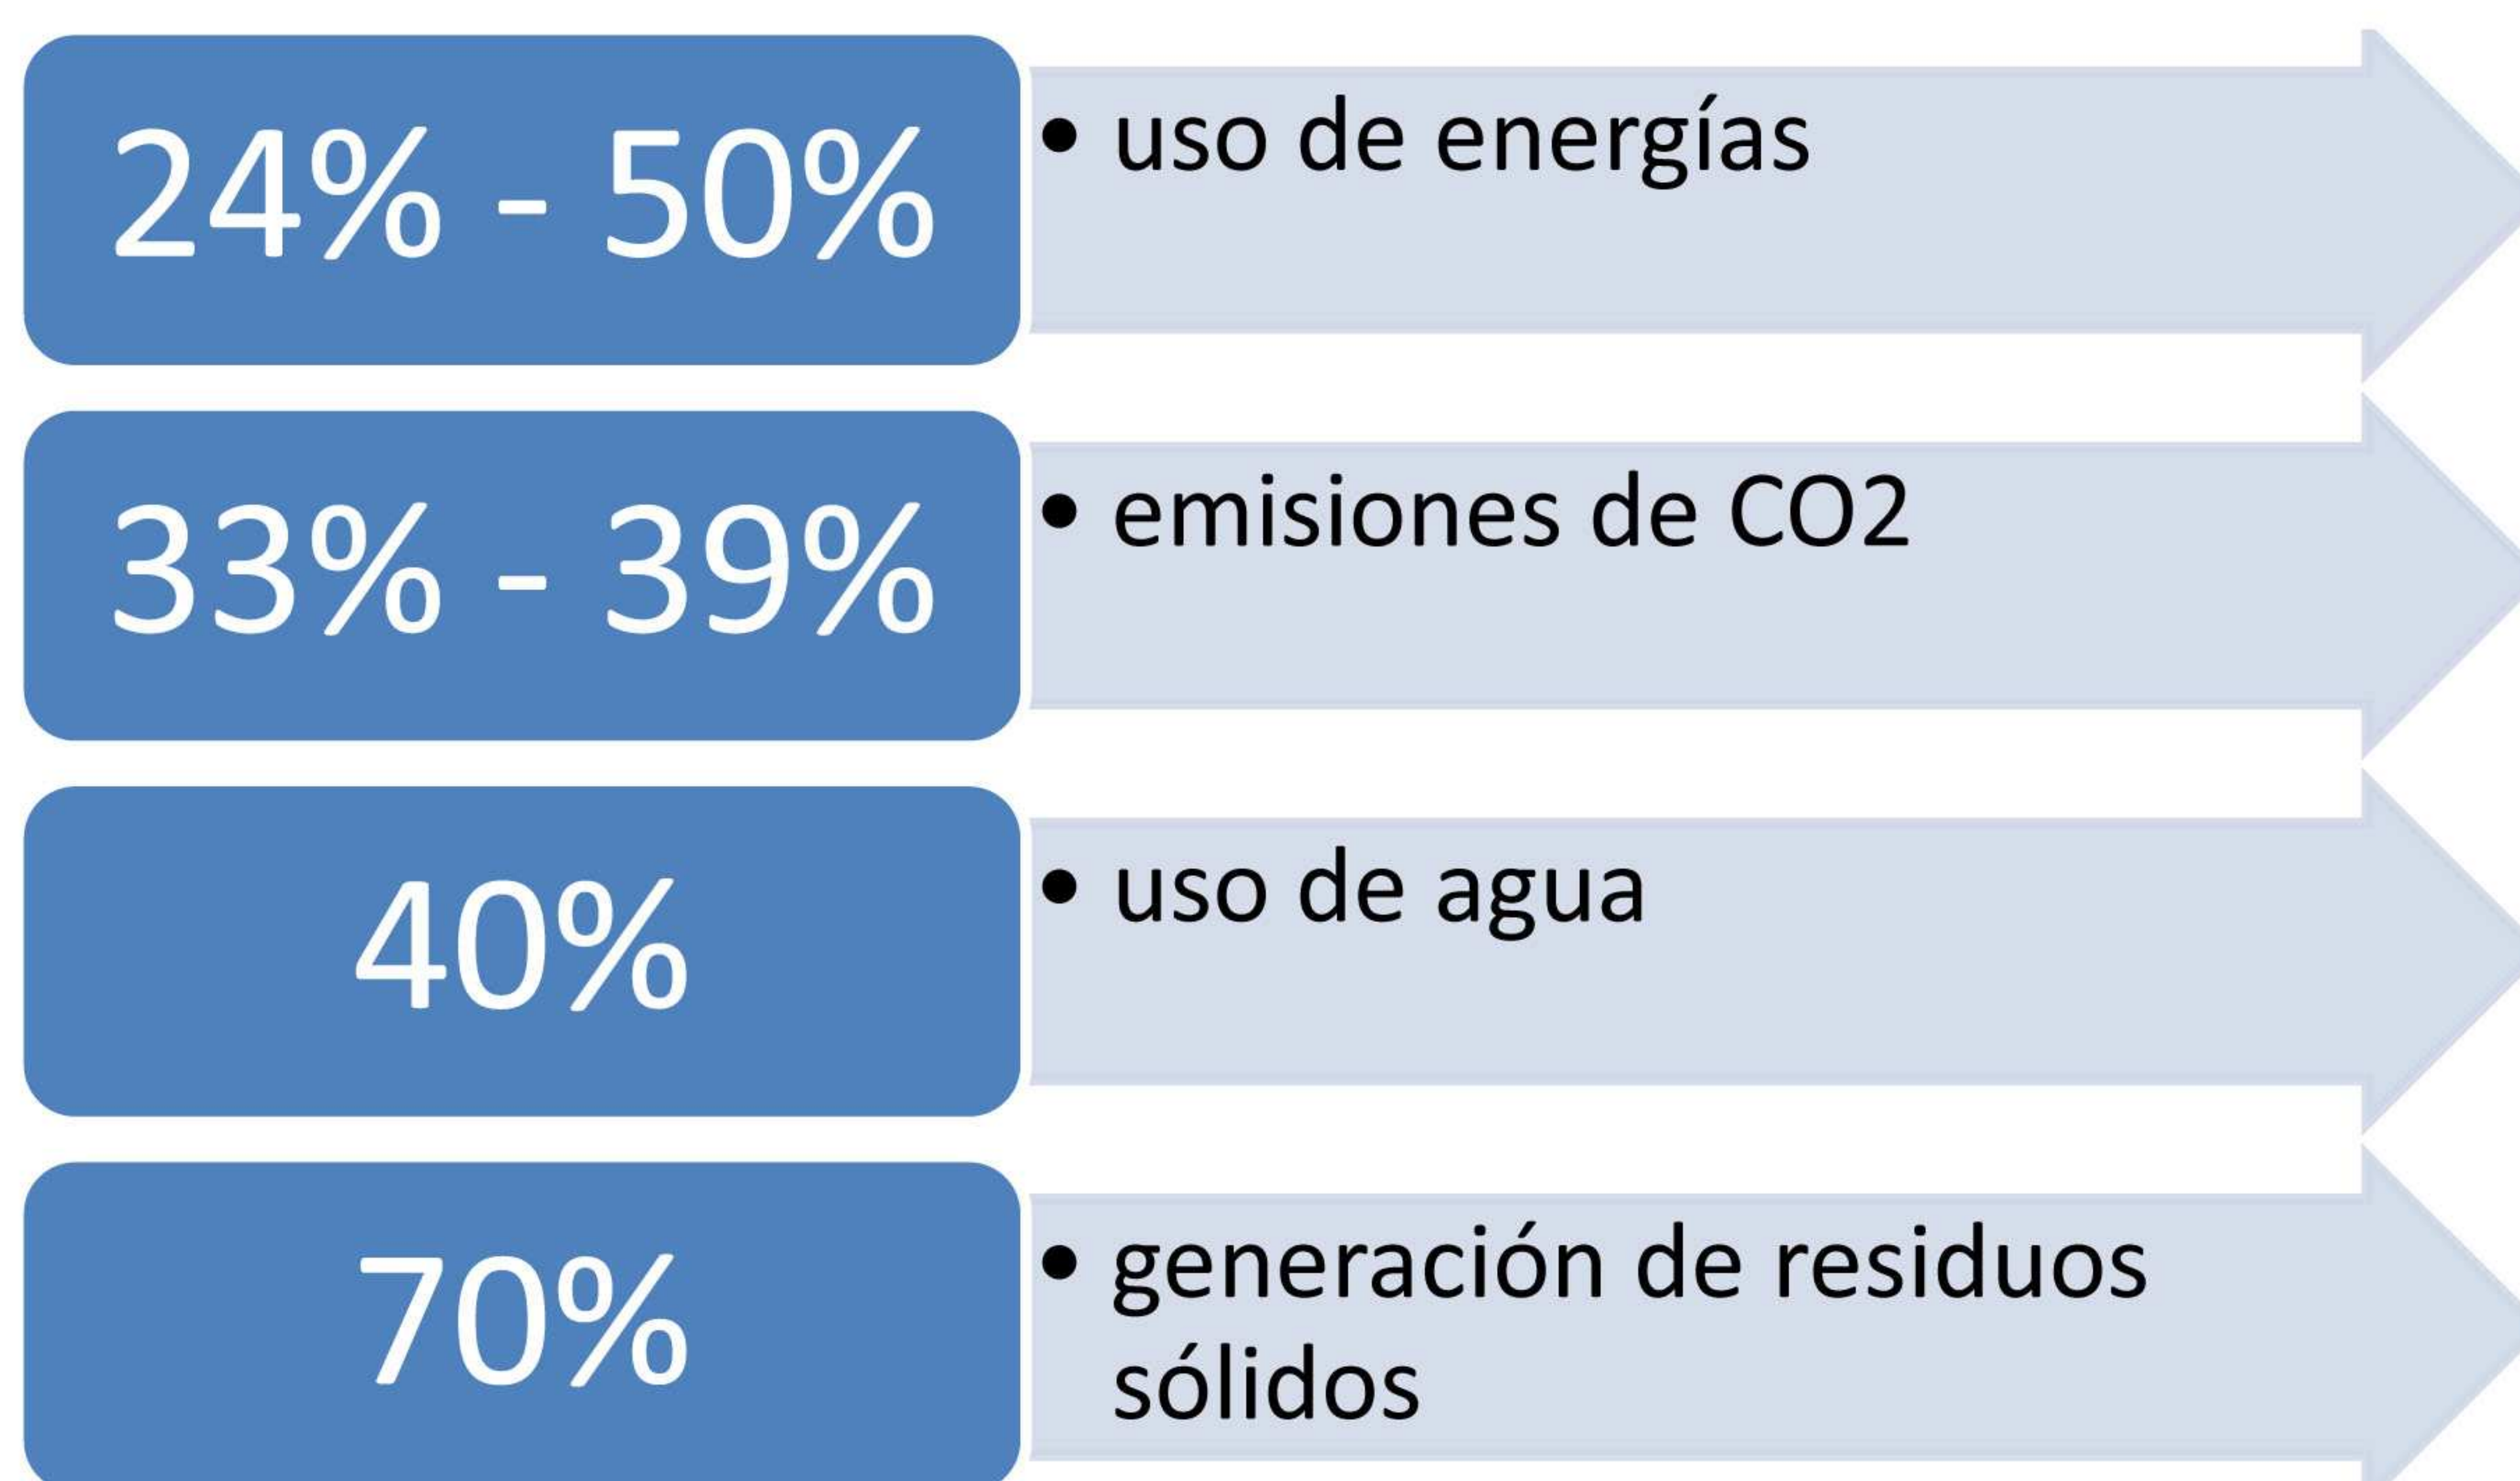 24% - 50%
• uso de energías
33% - 39%
• emisiones de CO2
40%
• uso de agua
70%
• generación de residuos
sólidos